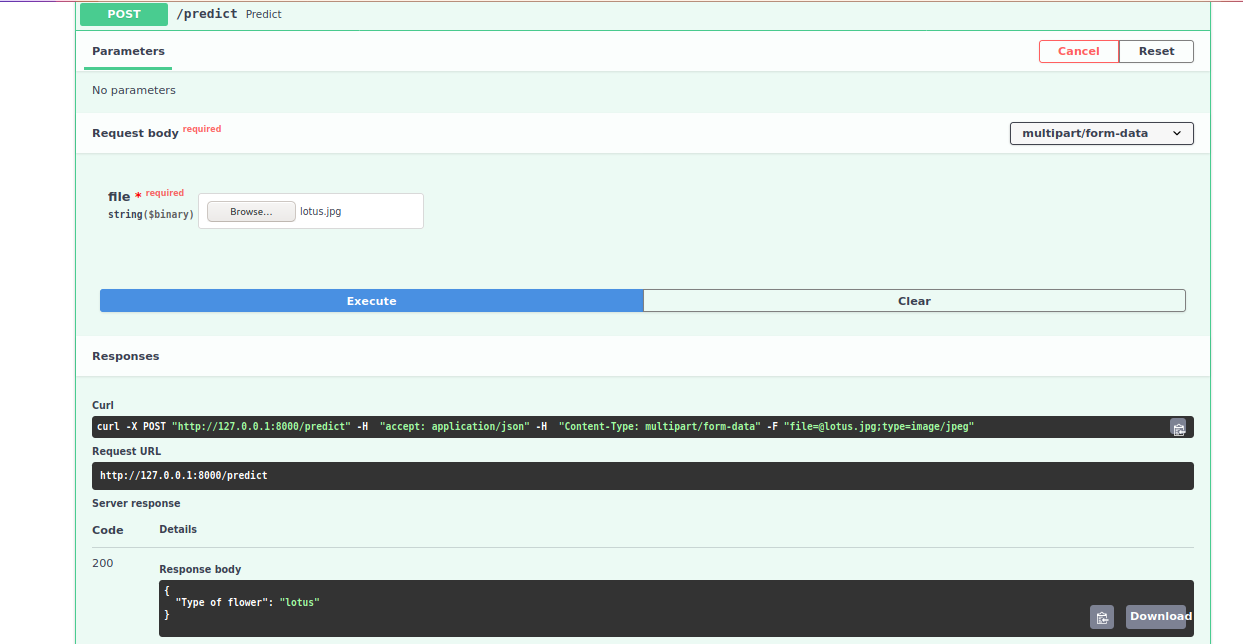 POST /predict Predict
Parameters Cancel Reset
No parameters
Request body required multipart/form-data
file * required
string($binary) Browse... lotus.jpg
Execute Clear
Responses
Curl
curl -X POST "http://127.0.0.1:8000/predict" -H  "accept: application/json" -H  "Content-Type: multipart/form-data" -F "file=@lotus.jpg;type=image/jpeg"
Request URL
http://127.0.0.1:8000/predict
Server response
Code Details
200
Response body
{
  "Type of flower": "lotus"
}
Download